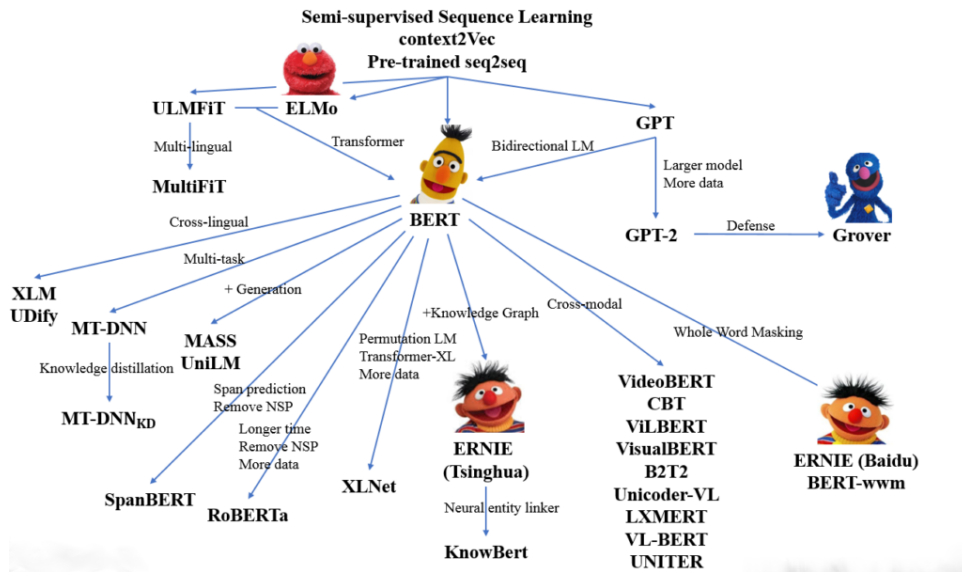 Semi-supervised Sequence Learning
context2Vec
Pre-trained seq2seq
ULMFiT
ELMo
GPT
Multi-lingual
Transformer
Bidirectional LM
Larger model
More data
MultiFiT
BERT
GPT-2
Defense
Grover
Cross-lingual
Multi-task
+ Generation
+Knowledge Graph
Cross-modal
Whole Word Masking
XLM
UDify
MT-DNN
Knowledge distillation
MT-DNNKD
MASS
UniLM
Span prediction
Remove NSP
Longer time
Remove NSP
More data
Permutation LM
Transformer-XL
More data
SpanBERT
RoBERTa
XLNet
ERNIE
(Tsinghua)
Neural entity linker
KnowBert
VideoBERT
CBT
ViLBERT
VisualBERT
B2T2
Unicoder-VL
LXMERT
VL-BERT
UNITER
ERNIE (Baidu)
BERT-wwm